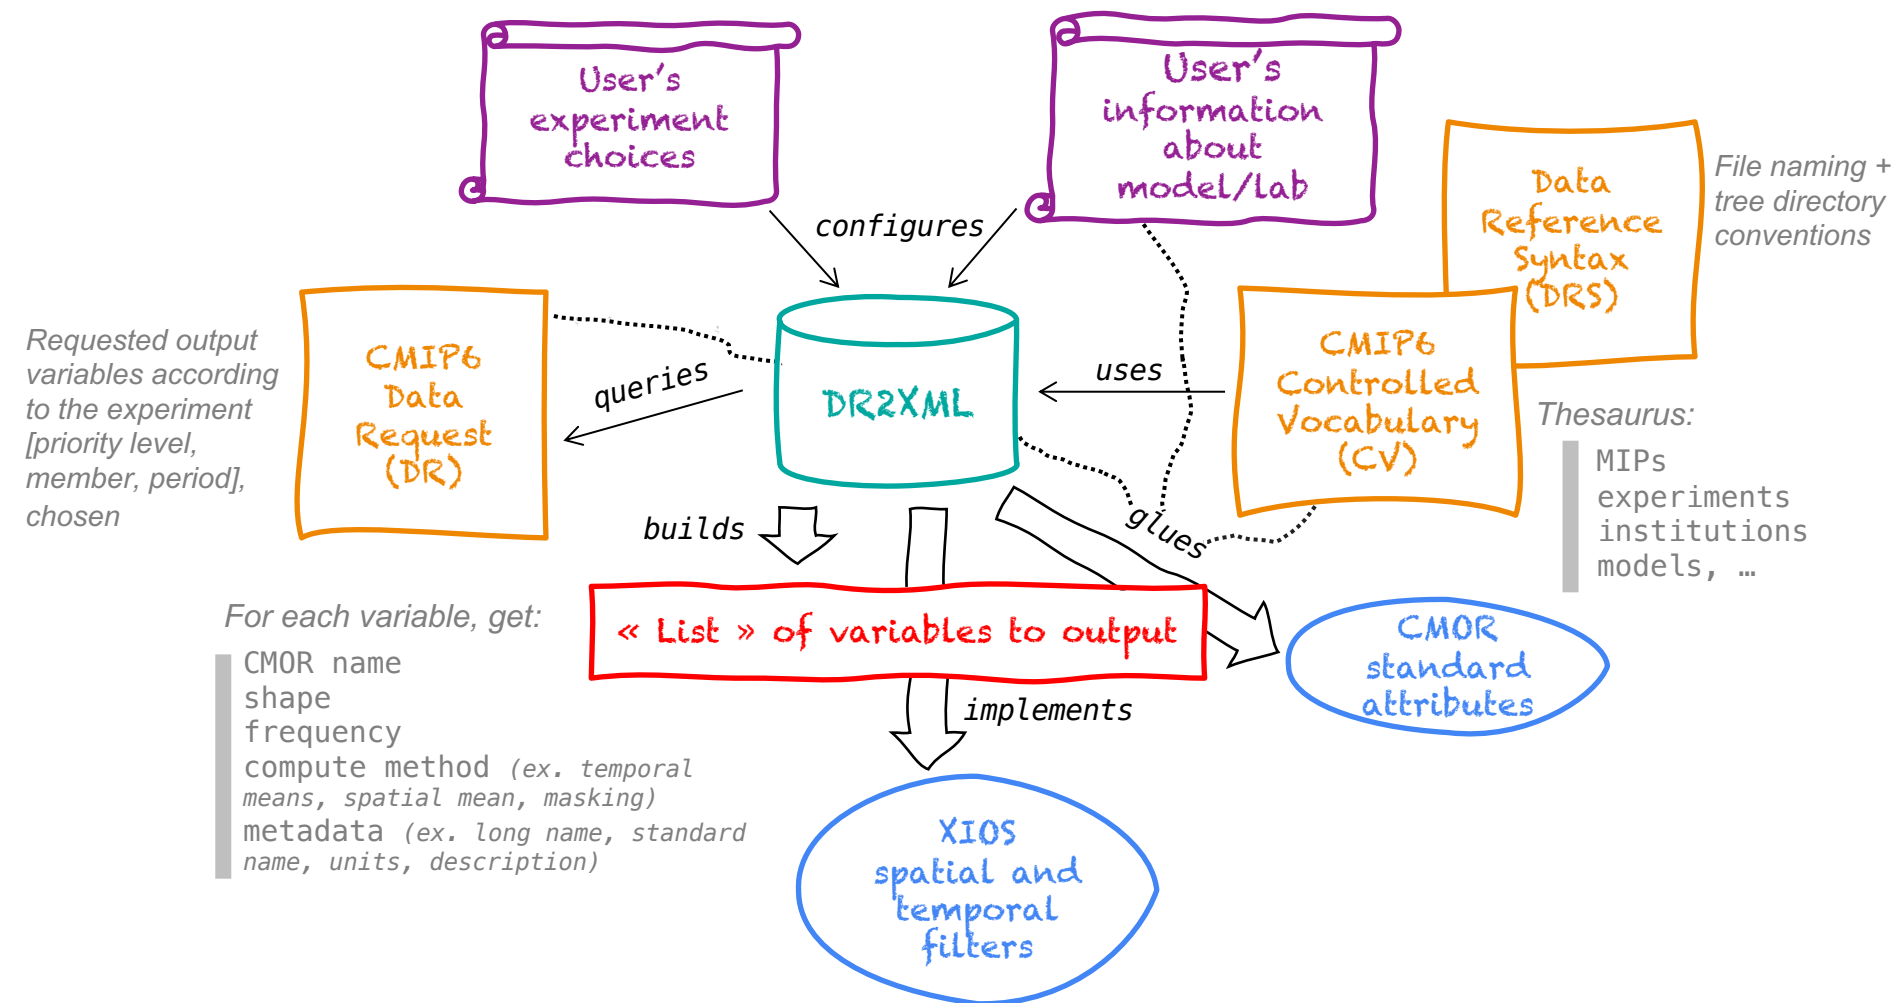 User's
experiment
choices
User's
information
about
model/lab
configures
Data
Reference
Syntax
(DRS)
File naming +
tree directory
conventions
Requested output
variables according
to the experiment
[priority level,
member, period],
chosen
CMIP6
Data
Request
(DR)
queries
DR2XML
uses
CMIP6
Controlled
Vocabulary
(CV)
Thesaurus:
MIPs
experiments
institutions
models, …
builds
glues
« List » of variables to output
For each variable, get:
CMOR name
shape
frequency
compute method (ex. temporal
means, spatial mean, masking)
metadata (ex. long name, standard
name, units, description)
implements
CMOR
standard
attributes
XIOS
spatial and
temporal
filters